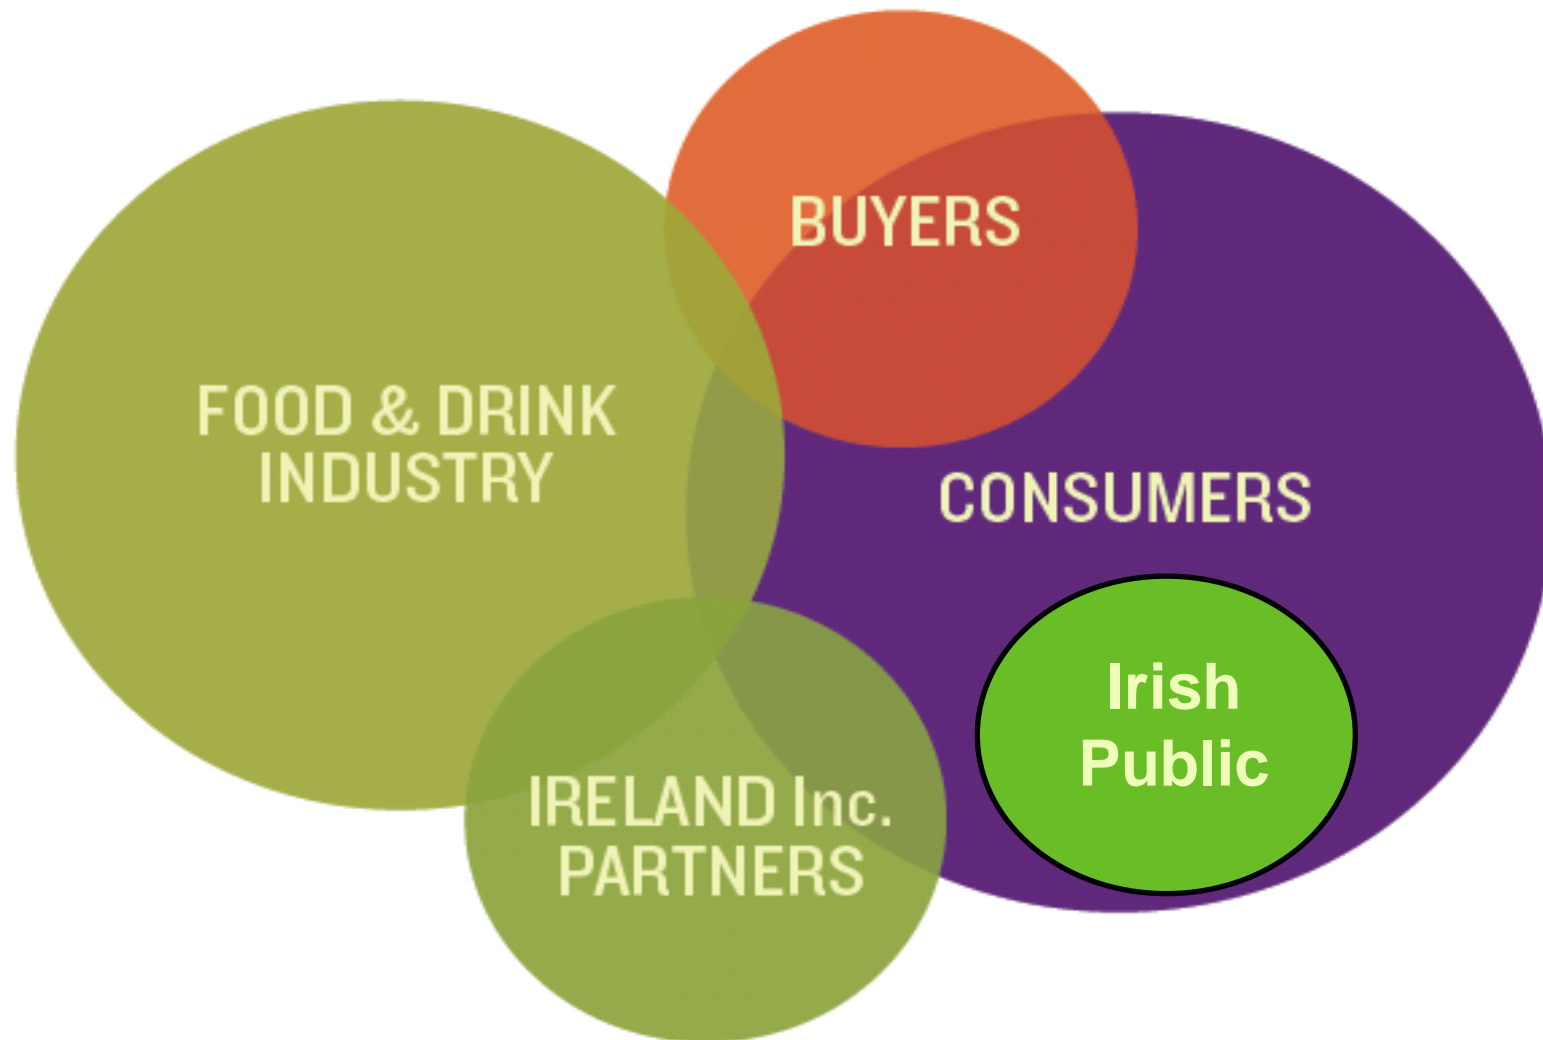 BUYERS
FOOD & DRINK
INDUSTRY
CONSUMERS
Irish
Public
IRELAND Inc.
PARTNERS